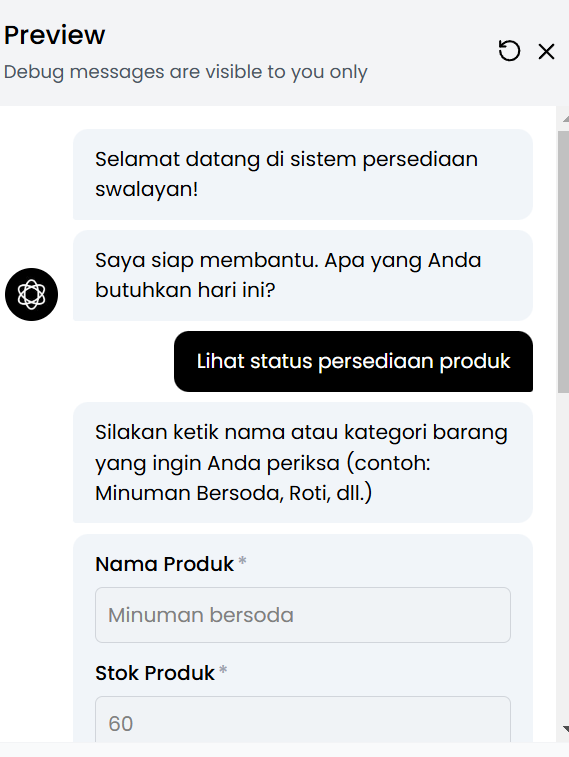 Preview
Debug messages are visible to you only
Selamat datang di sistem persediaan
swalayan!
Saya siap membantu. Apa yang Anda
butuhkan hari ini?
Lihat status persediaan produk
Silakan ketik nama atau kategori barang
yang ingin Anda periksa (contoh:
Minuman Bersoda, Roti, dll.)
Nama Produk *
Minuman bersoda
Stok Produk *
60